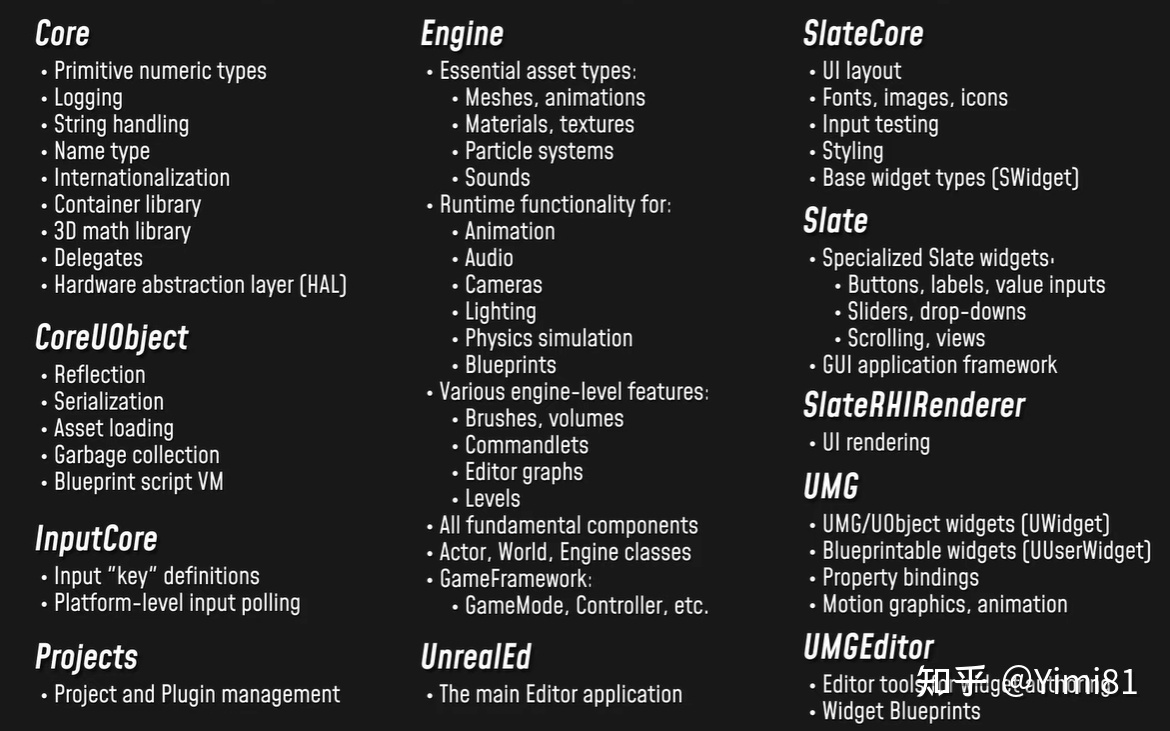 Core
• Primitive numeric types
• Logging
• String handling
• Name type
• Internationalization
• Container library
• 3D math library
• Delegates
• Hardware abstraction layer (HAL)
CoreUObject
• Reflection
• Serialization
• Asset loading
• Garbage collection
• Blueprint script VM
InputCore
• Input "key" definitions
• Platform-level input polling
Projects
• Project and Plugin management
Engine
• Essential asset types:
• Meshes, animations
• Materials, textures
• Particle systems
• Sounds
• Runtime functionality for:
• Animation
• Audio
• Cameras
• Lighting
• Physics simulation
• Blueprints
• Various engine-level features:
• Brushes, volumes
• Commandlets
• Editor graphs
• Levels
• All fundamental components
• Actor, World, Engine classes
• GameFramework:
• GameMode, Controller, etc.
UnrealEd
• The main Editor application
SlateCore
• UI layout
• Fonts, images, icons
• Input testing
• Styling
• Base widget types (SWidget)
Slate
• Specialized Slate widgets:
• Buttons, labels, value inputs
• Sliders, drop-downs
• Scrolling, views
• GUI application framework
SlateRHIRenderer
• UI rendering
UMG
• UMG/UObject widgets (UWidget)
• Blueprintable widgets (UUserWidget)
• Property bindings
• Motion graphics, animation
UMGEditor
• Editor tools for widget authoring
• Widget Blueprints
知乎 @Yimi81